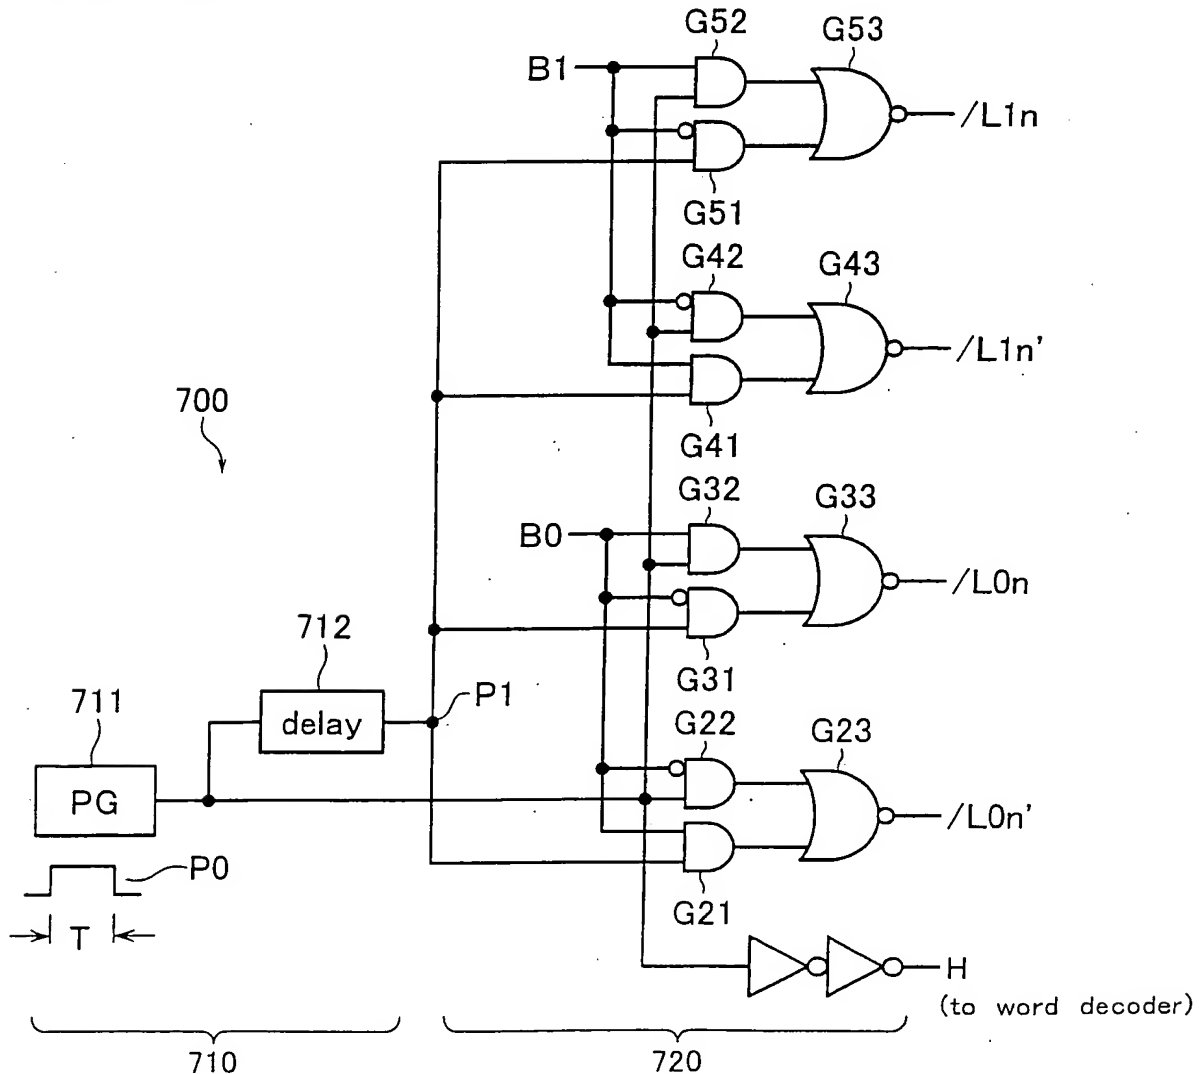 G52
G53
B1
/L1n
G51
G42
G43
/L1n'
700
G41
G32
G33
B0
/L0n
712
G31
711
delay
P1
G22
G23
PG
/L0n'
P0
G21
T
H
(to word decoder)
710
720